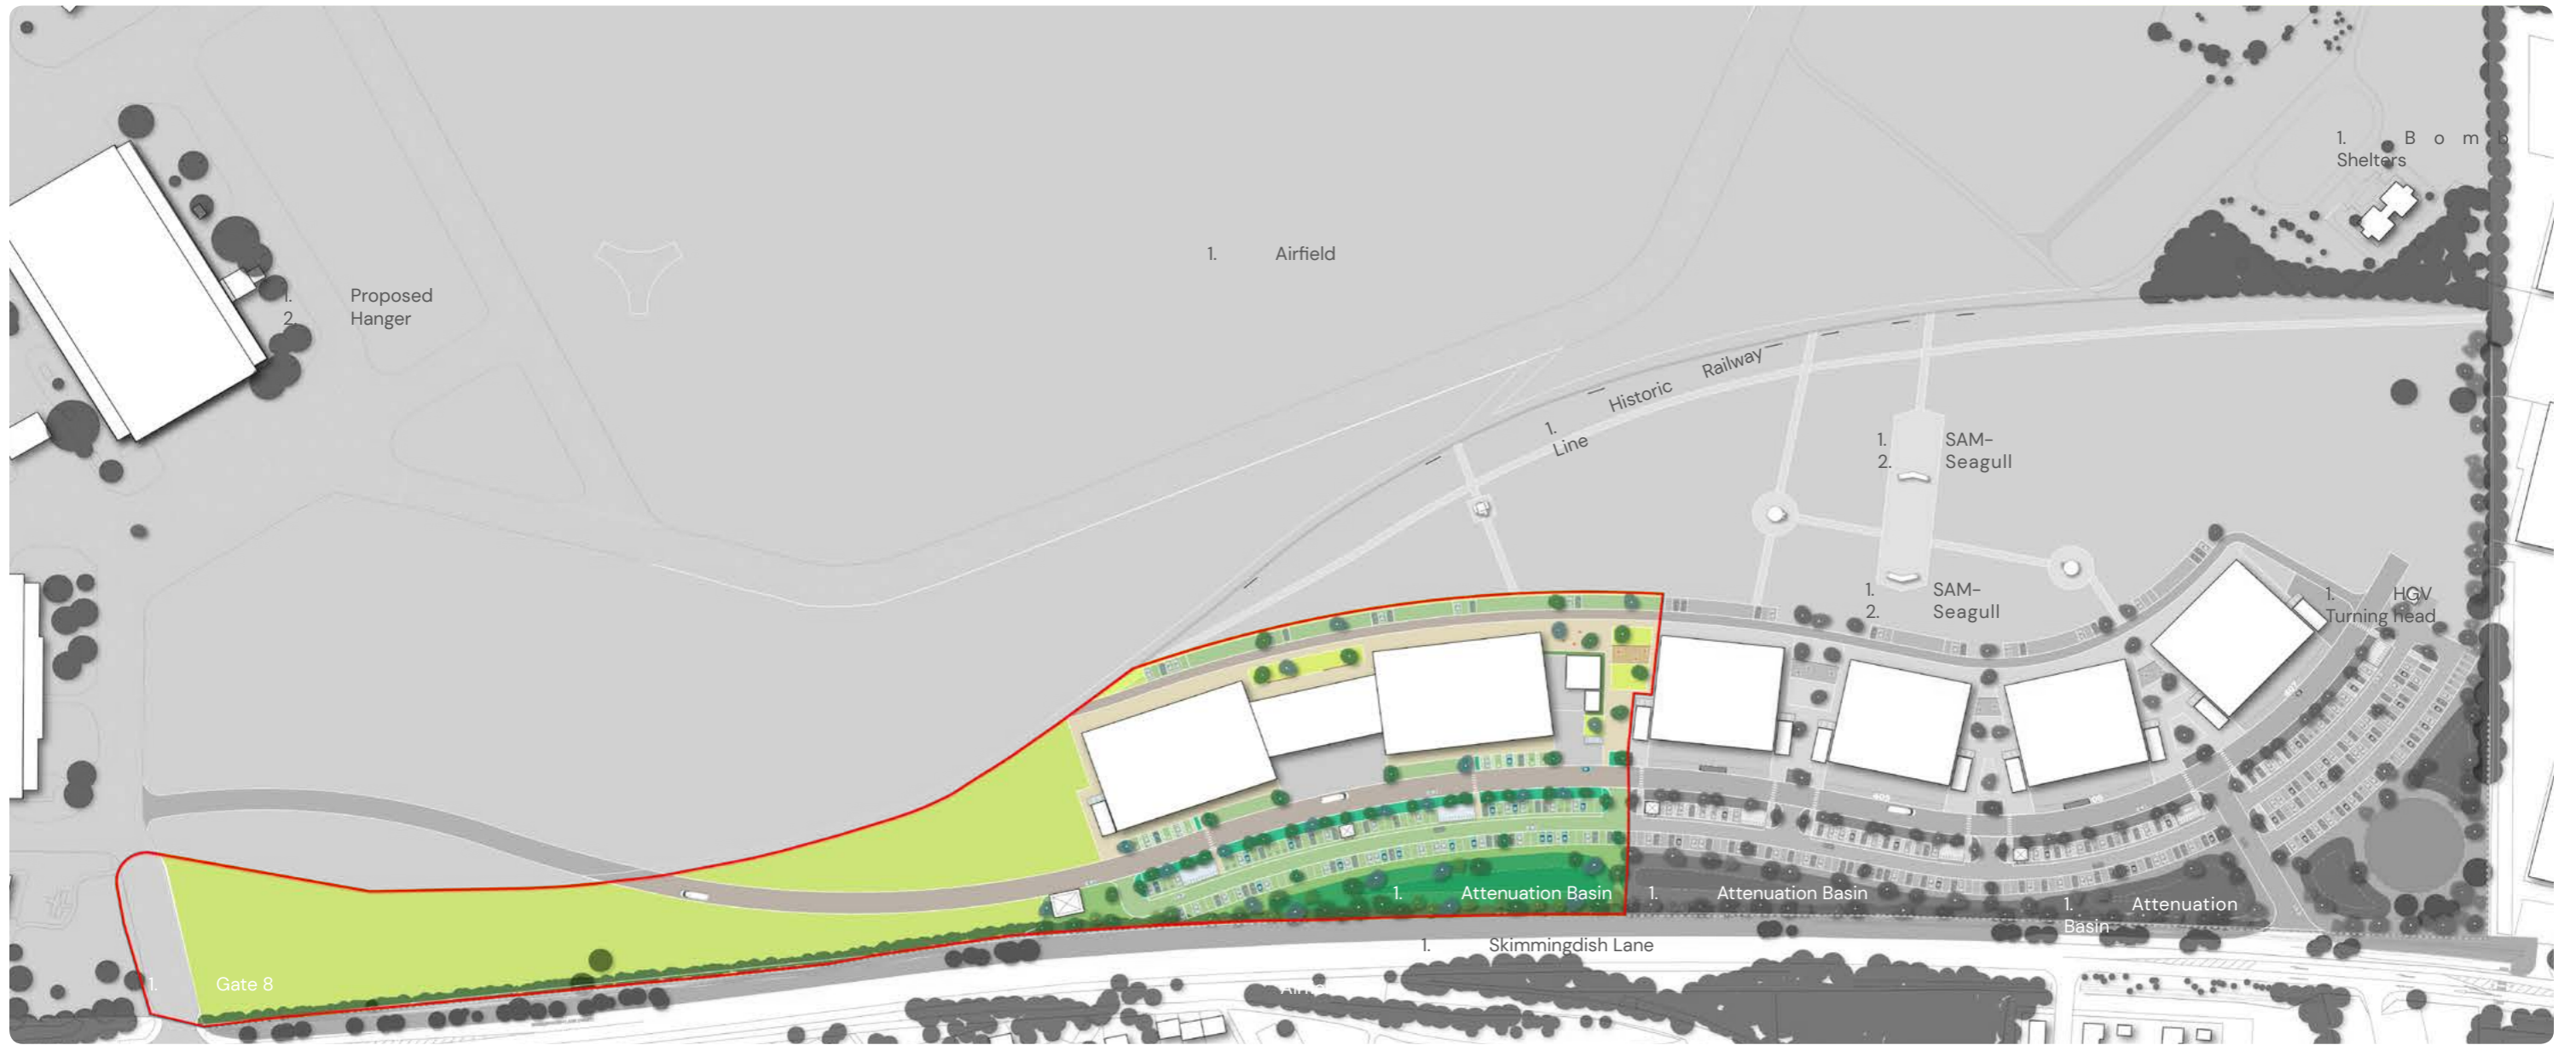 1. B o m b
Shelters
1. Airfield
1. Proposed
2. Hanger
1. Historic Railway
Line
1. SAM-
2. Seagull
1. SAM-
2. Seagull
1. HGV
Turning head
1. Attenuation Basin
1. Attenuation Basin
1. Attenuation
Basin
1. Skimmingdish Lane
1. Gate 8